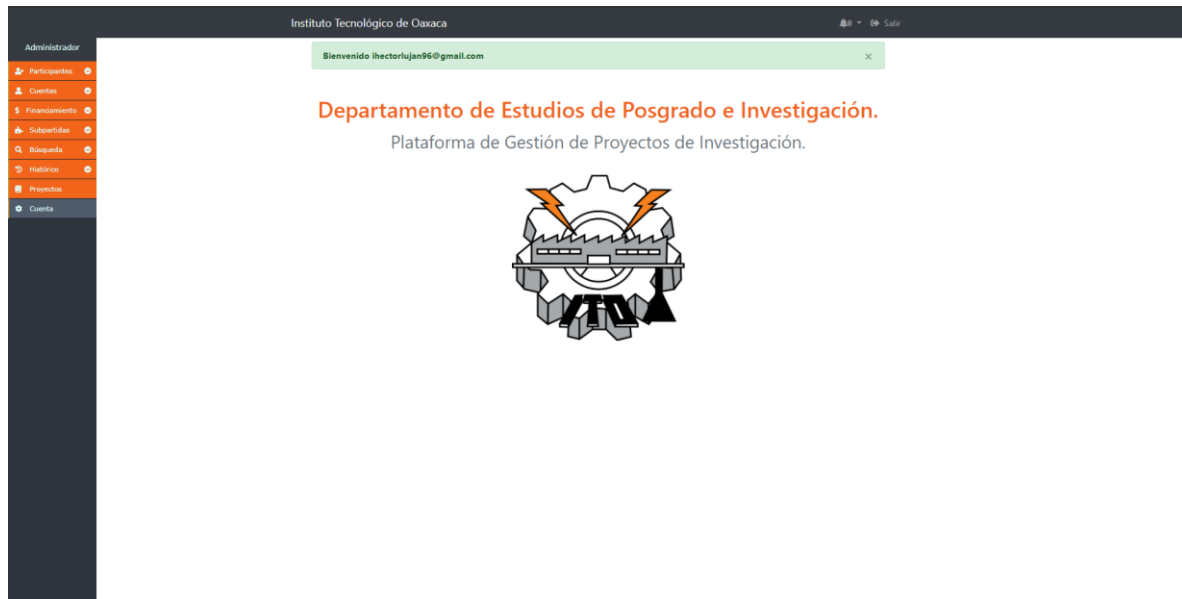 Instituto Tecnológico de Oaxaca
0
Salir
Administrador
Bienvenido ihectorlujan96@gmail.com
×
Participantes
Cuentas
$ Financiamiento
Subpartidas
Búsqueda
Histórico
Proyectos
Cuenta
Departamento de Estudios de Posgrado e Investigación.
Plataforma de Gestión de Proyectos de Investigación.
ITO